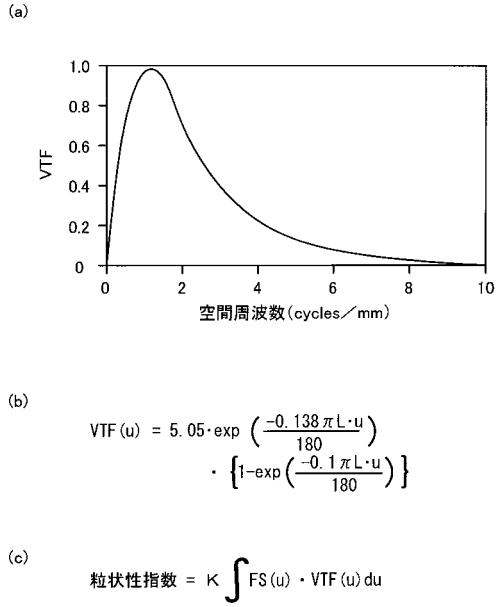 (a)
1.0
0.8
0.6
0.4
0.2
0
VTF
0 2 4 6 8 10
空間周波数(cycles/mm)
(b)
VTF(u) = 5.05·exp (-0.138πL·u/180)
· {1-exp(-0.1πL·u/180)}
(c)
粒状性指数 = K∫FS(u)·VTF(u)du